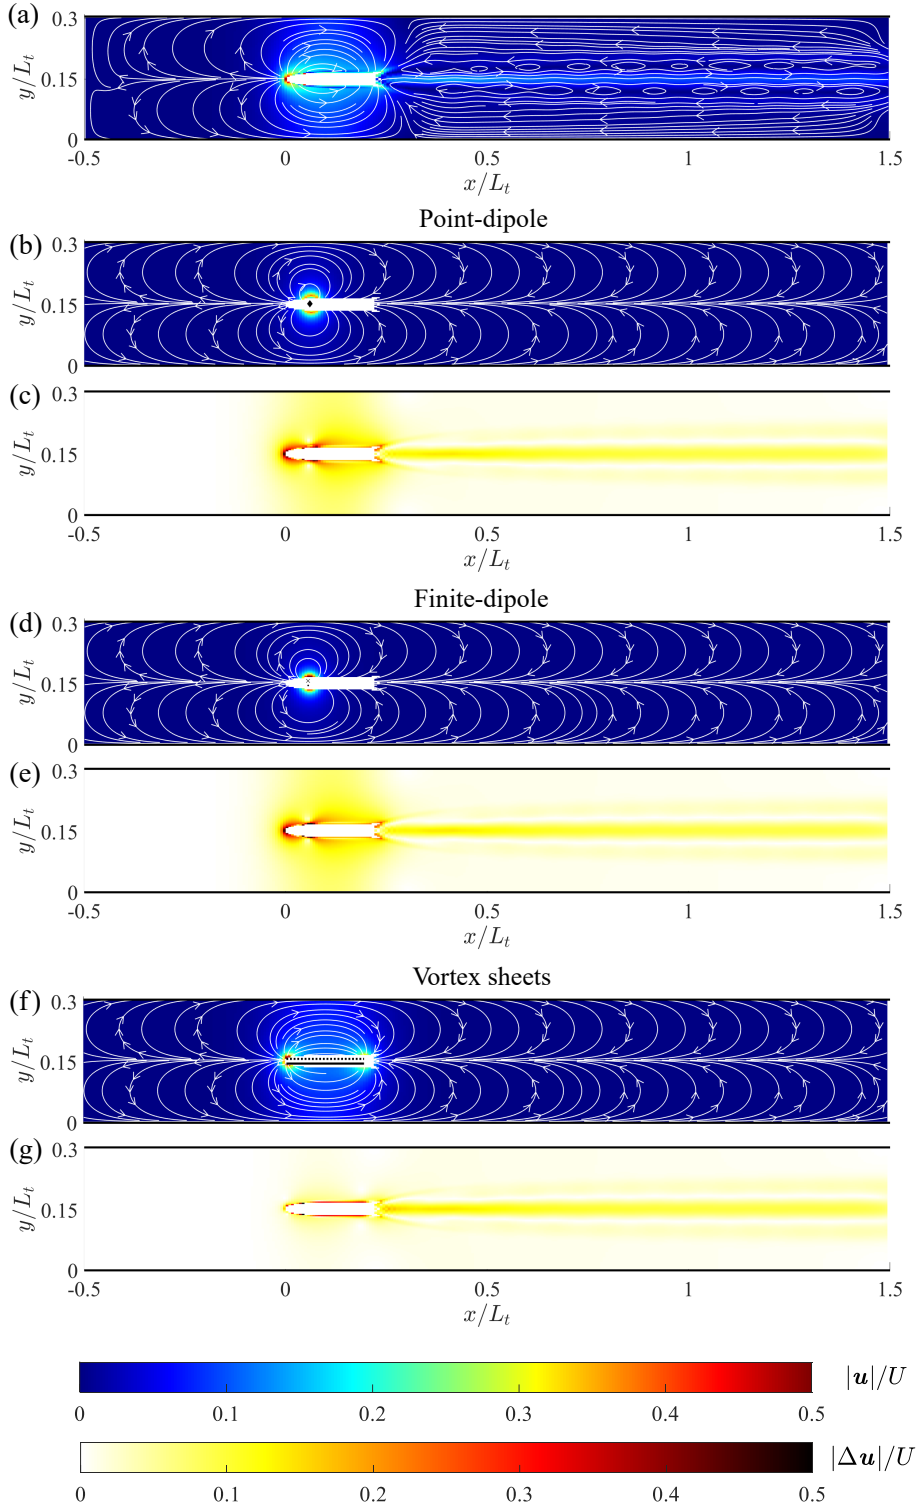 (a)
0.3
0.15
0
y/L_t
-0.5 0 0.5 1 1.5
x/L_t
Point-dipole
(b)
0.3
0.15
0
y/L_t
(c)
0.3
0.15
0
y/L_t
-0.5 0 0.5 1 1.5
x/L_t
Finite-dipole
(d)
0.3
0.15
0
y/L_t
(e)
0.3
0.15
0
y/L_t
-0.5 0 0.5 1 1.5
x/L_t
Vortex sheets
(f)
0.3
0.15
0
y/L_t
(g)
0.3
0.15
0
y/L_t
-0.5 0 0.5 1 1.5
x/L_t
|u|/U
0 0.1 0.2 0.3 0.4 0.5
|Δu|/U
0 0.1 0.2 0.3 0.4 0.5